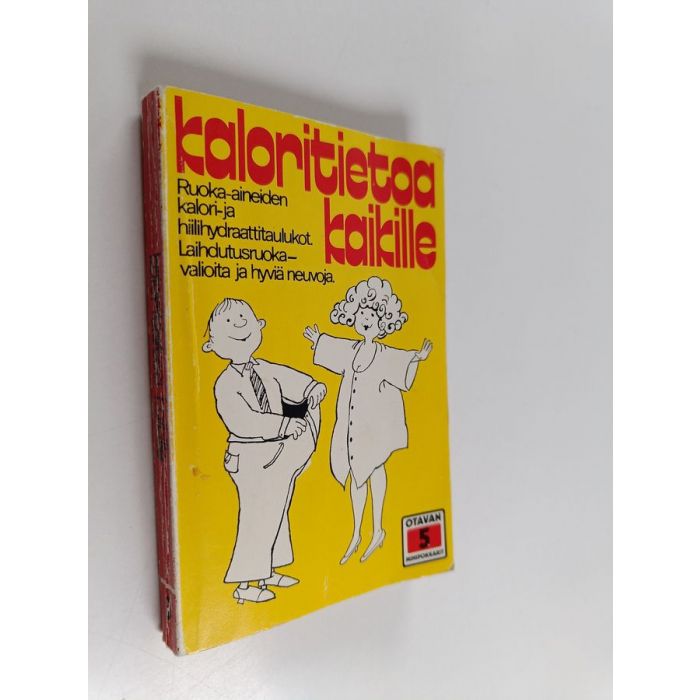 kaloritietoa
kaikille
Ruoka-aineiden
kalori- ja
hiilihydraattitaulukot.
Laihdutusruoka-
valioita ja hyviä neuvoja.
OTAVAN
5
MINIPOKKARIT